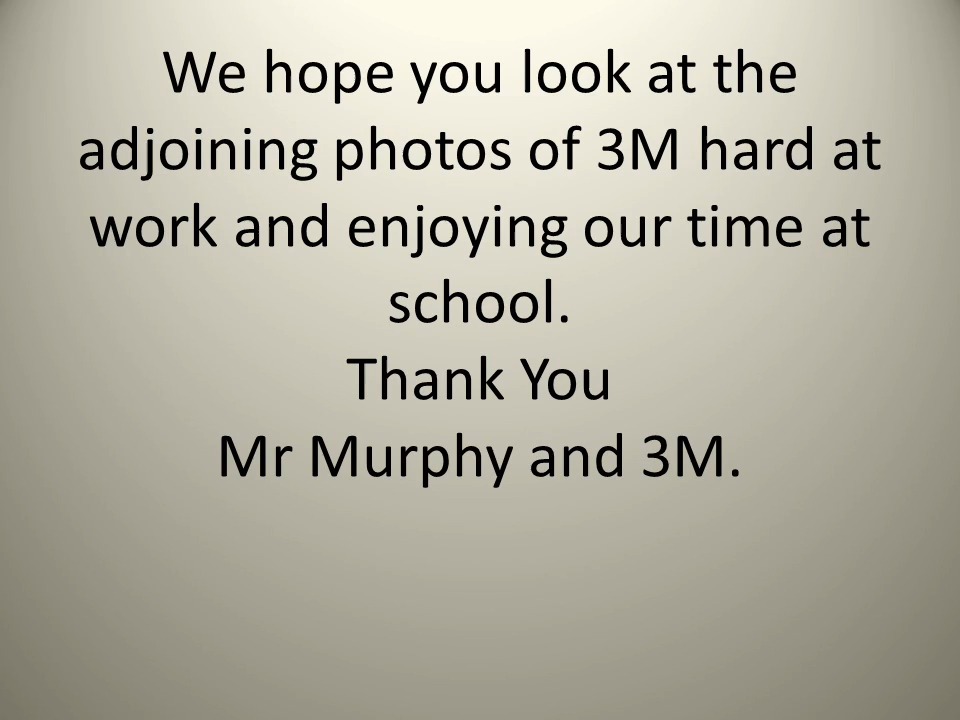 We hope you look at the
adjoining photos of 3M hard at
work and enjoying our time at
school.
Thank You
Mr Murphy and 3M.